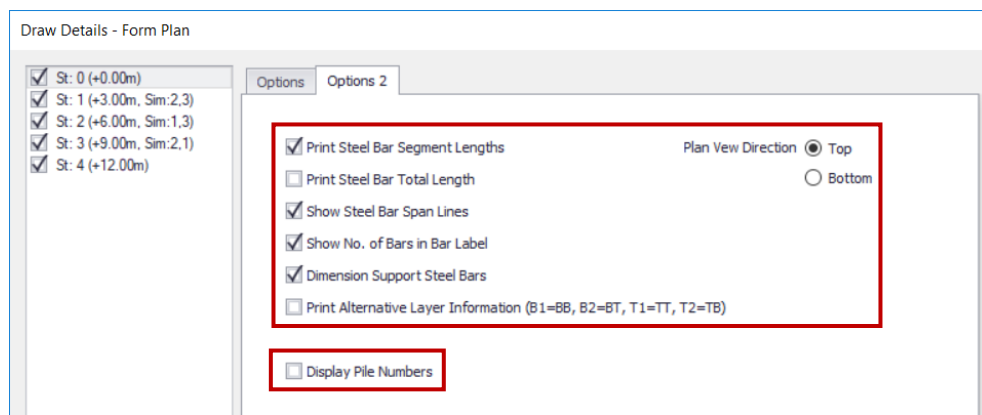 Draw Details - Form Plan
St: 0 (+0.00m)
St: 1 (+3.00m, Sim:2,3)
St: 2 (+6.00m, Sim:1,3)
St: 3 (+9.00m, Sim:2,1)
St: 4 (+12.00m)
Options
Options 2
Print Steel Bar Segment Lengths
Plan Vew Direction
Top
Print Steel Bar Total Length
Bottom
Show Steel Bar Span Lines
Show No. of Bars in Bar Label
Dimension Support Steel Bars
Print Alternative Layer Information (B1=BB, B2=BT, T1=TT, T2=TB)
Display Pile Numbers